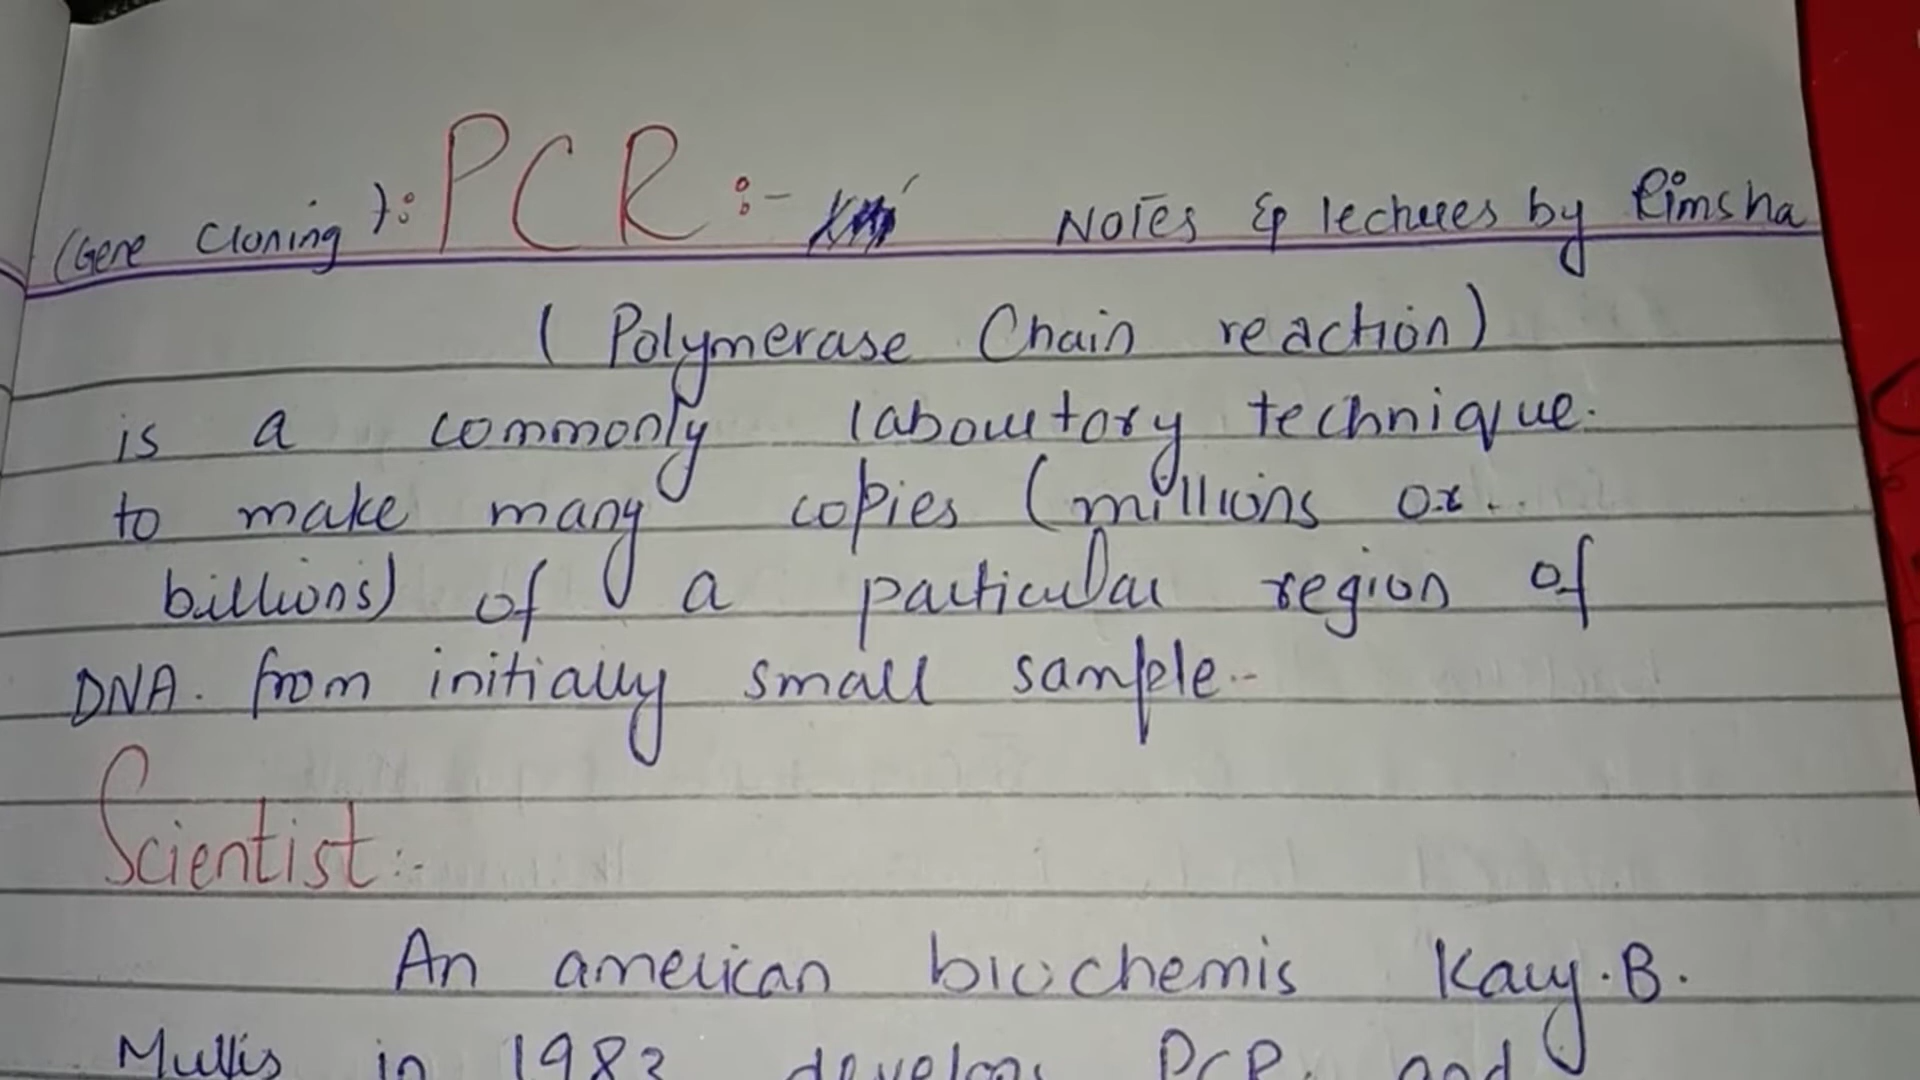 (Gene Cloning): PCR :-   Notes & lectures by Rimsha
( Polymerase Chain reaction)
is a commonly laboutory technique.
to make many copies (millions or
billions) of a particular region of
DNA. from initially small sample.-
Scientist:-
An american biochemis Kary.B.
Mullis in 1983 develops PCR, and